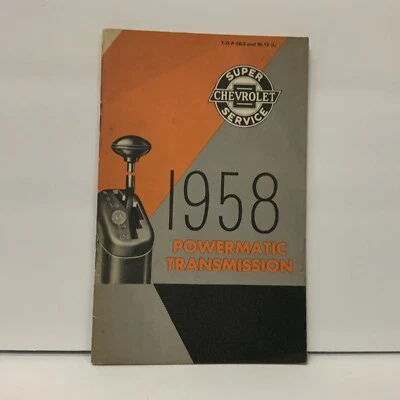 SUPER
CHEVROLET
SERVICE
1958
POWERMATIC
TRANSMISSION